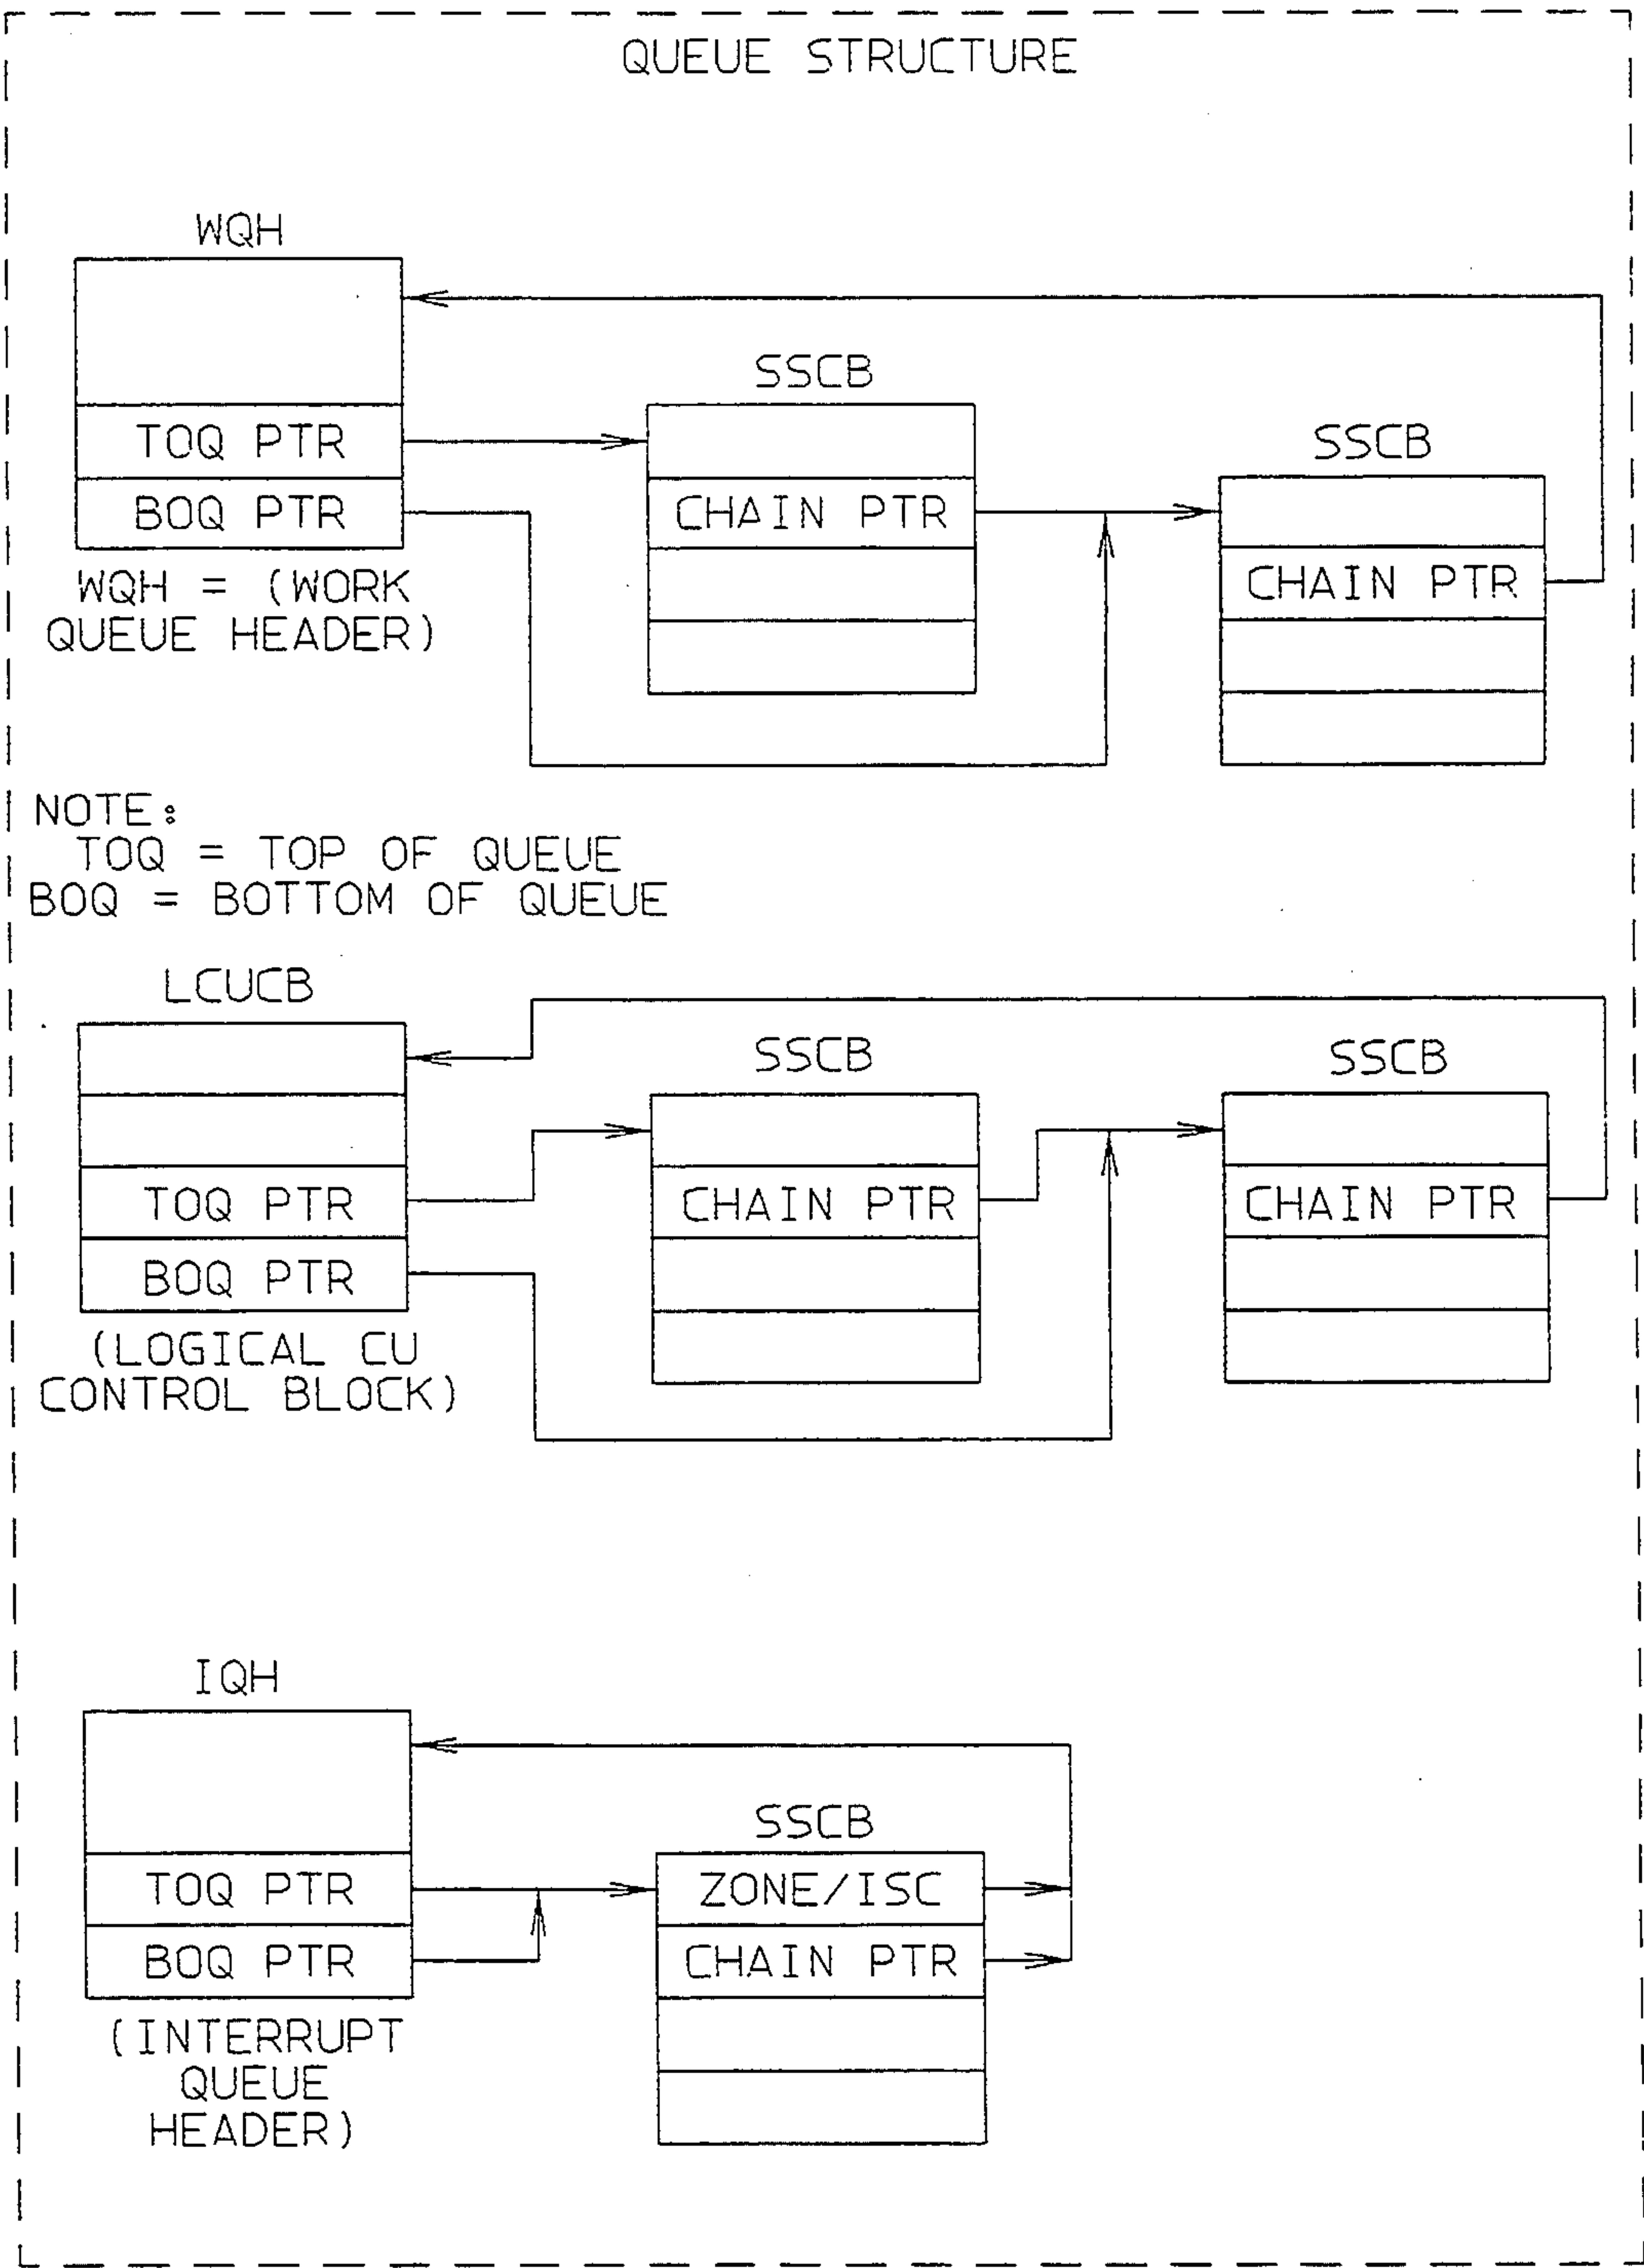 QUEUE STRUCTURE
WQH
SSCB
SSCB
TOQ PTR
BOQ PTR
CHAIN PTR
CHAIN PTR
WQH = (WORK
QUEUE HEADER)
NOTE:
TOQ = TOP OF QUEUE
BOQ = BOTTOM OF QUEUE
LCUCB
SSCB
SSCB
TOQ PTR
CHAIN PTR
CHAIN PTR
BOQ PTR
(LOGICAL CU
CONTROL BLOCK)
IQH
SSCB
TOQ PTR
ZONE/ISC
BOQ PTR
CHAIN PTR
(INTERRUPT
QUEUE
HEADER)